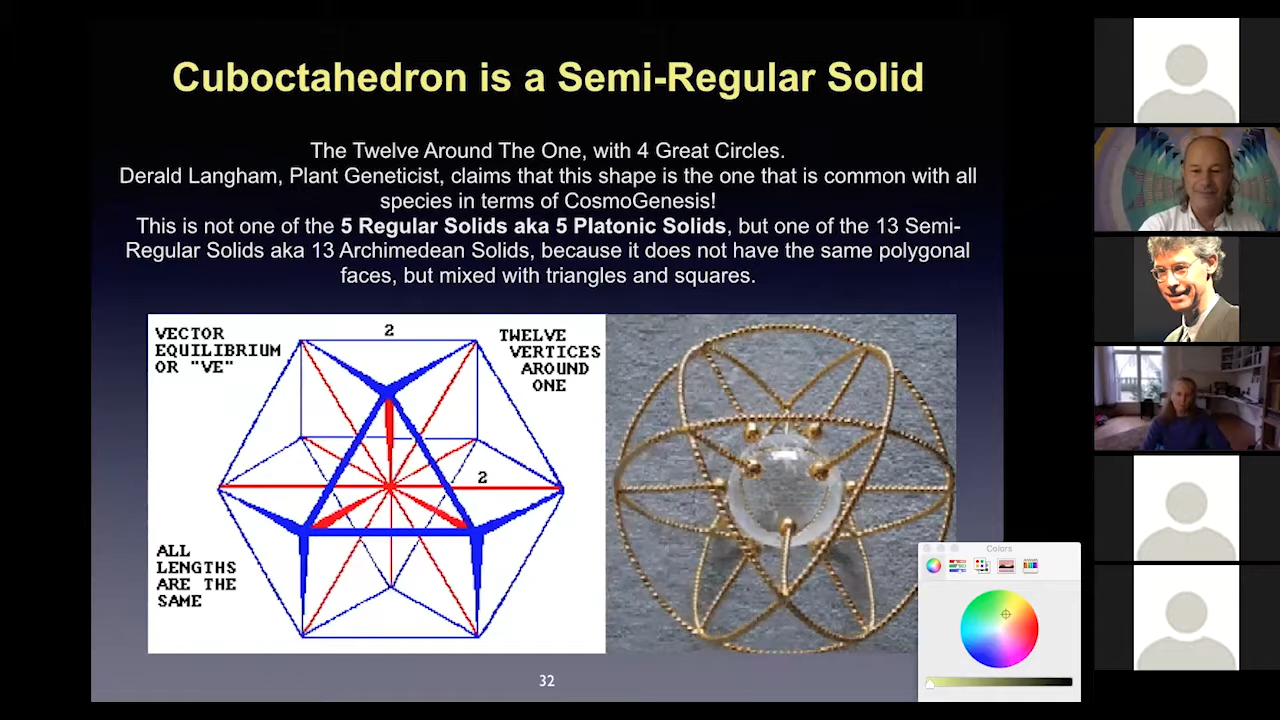 Cuboctahedron is a Semi-Regular Solid
The Twelve Around The One, with 4 Great Circles.
Derald Langham, Plant Geneticist, claims that this shape is the one that is common with all
species in terms of CosmoGenesis!
This is not one of the 5 Regular Solids aka 5 Platonic Solids, but one of the 13 Semi-
Regular Solids aka 13 Archimedean Solids, because it does not have the same polygonal
faces, but mixed with triangles and squares.
VECTOR
EQUILIBRIUM
OR "VE"
2
TWELVE
VERTICES
AROUND
ONE
2
ALL
LENGTHS
ARE THE
SAME
Colors
32